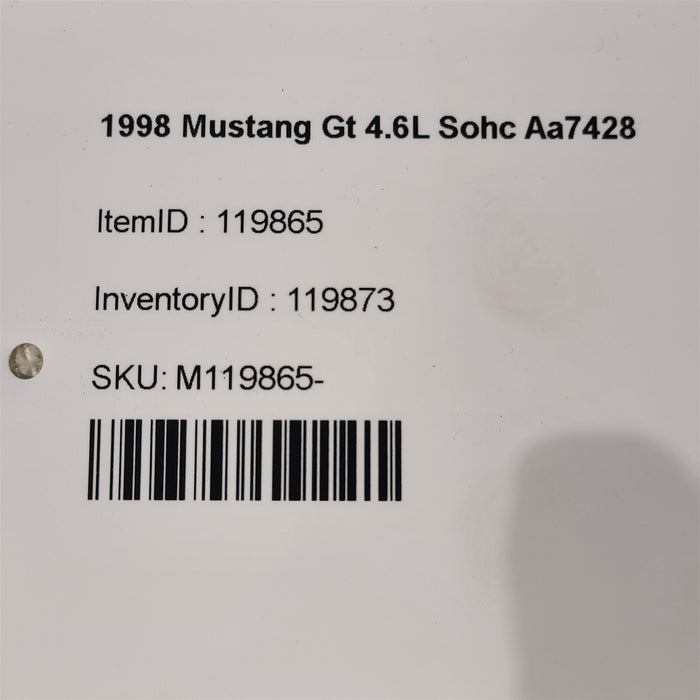 1998 Mustang Gt 4.6L Sohc Aa7428
ItemID : 119865
InventoryID : 119873
SKU: M119865-